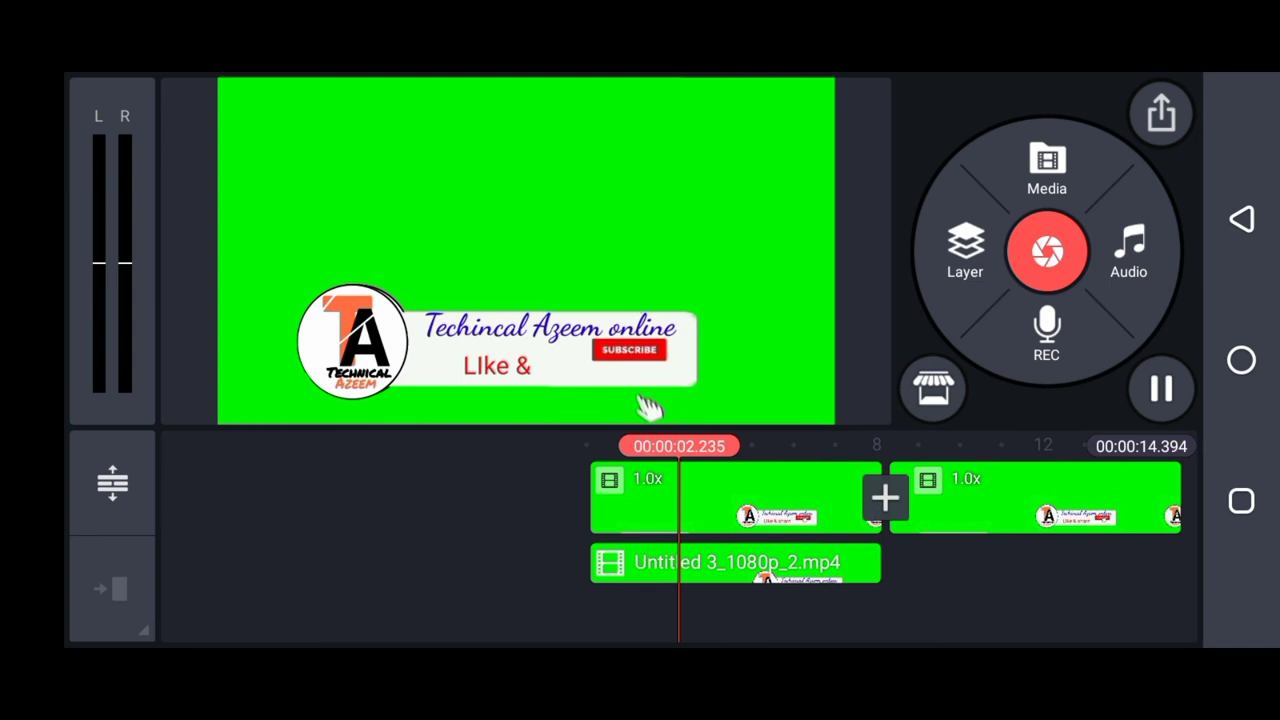 L R
Media
Layer
Audio
REC
Techincal Azeem online
SUBSCRIBE
LIke &
TA
TECHNICAL
AZEEM
00:00:02.235
8
12
00:00:14.394
1.0x
1.0x
Untitled 3_1080p_2.mp4